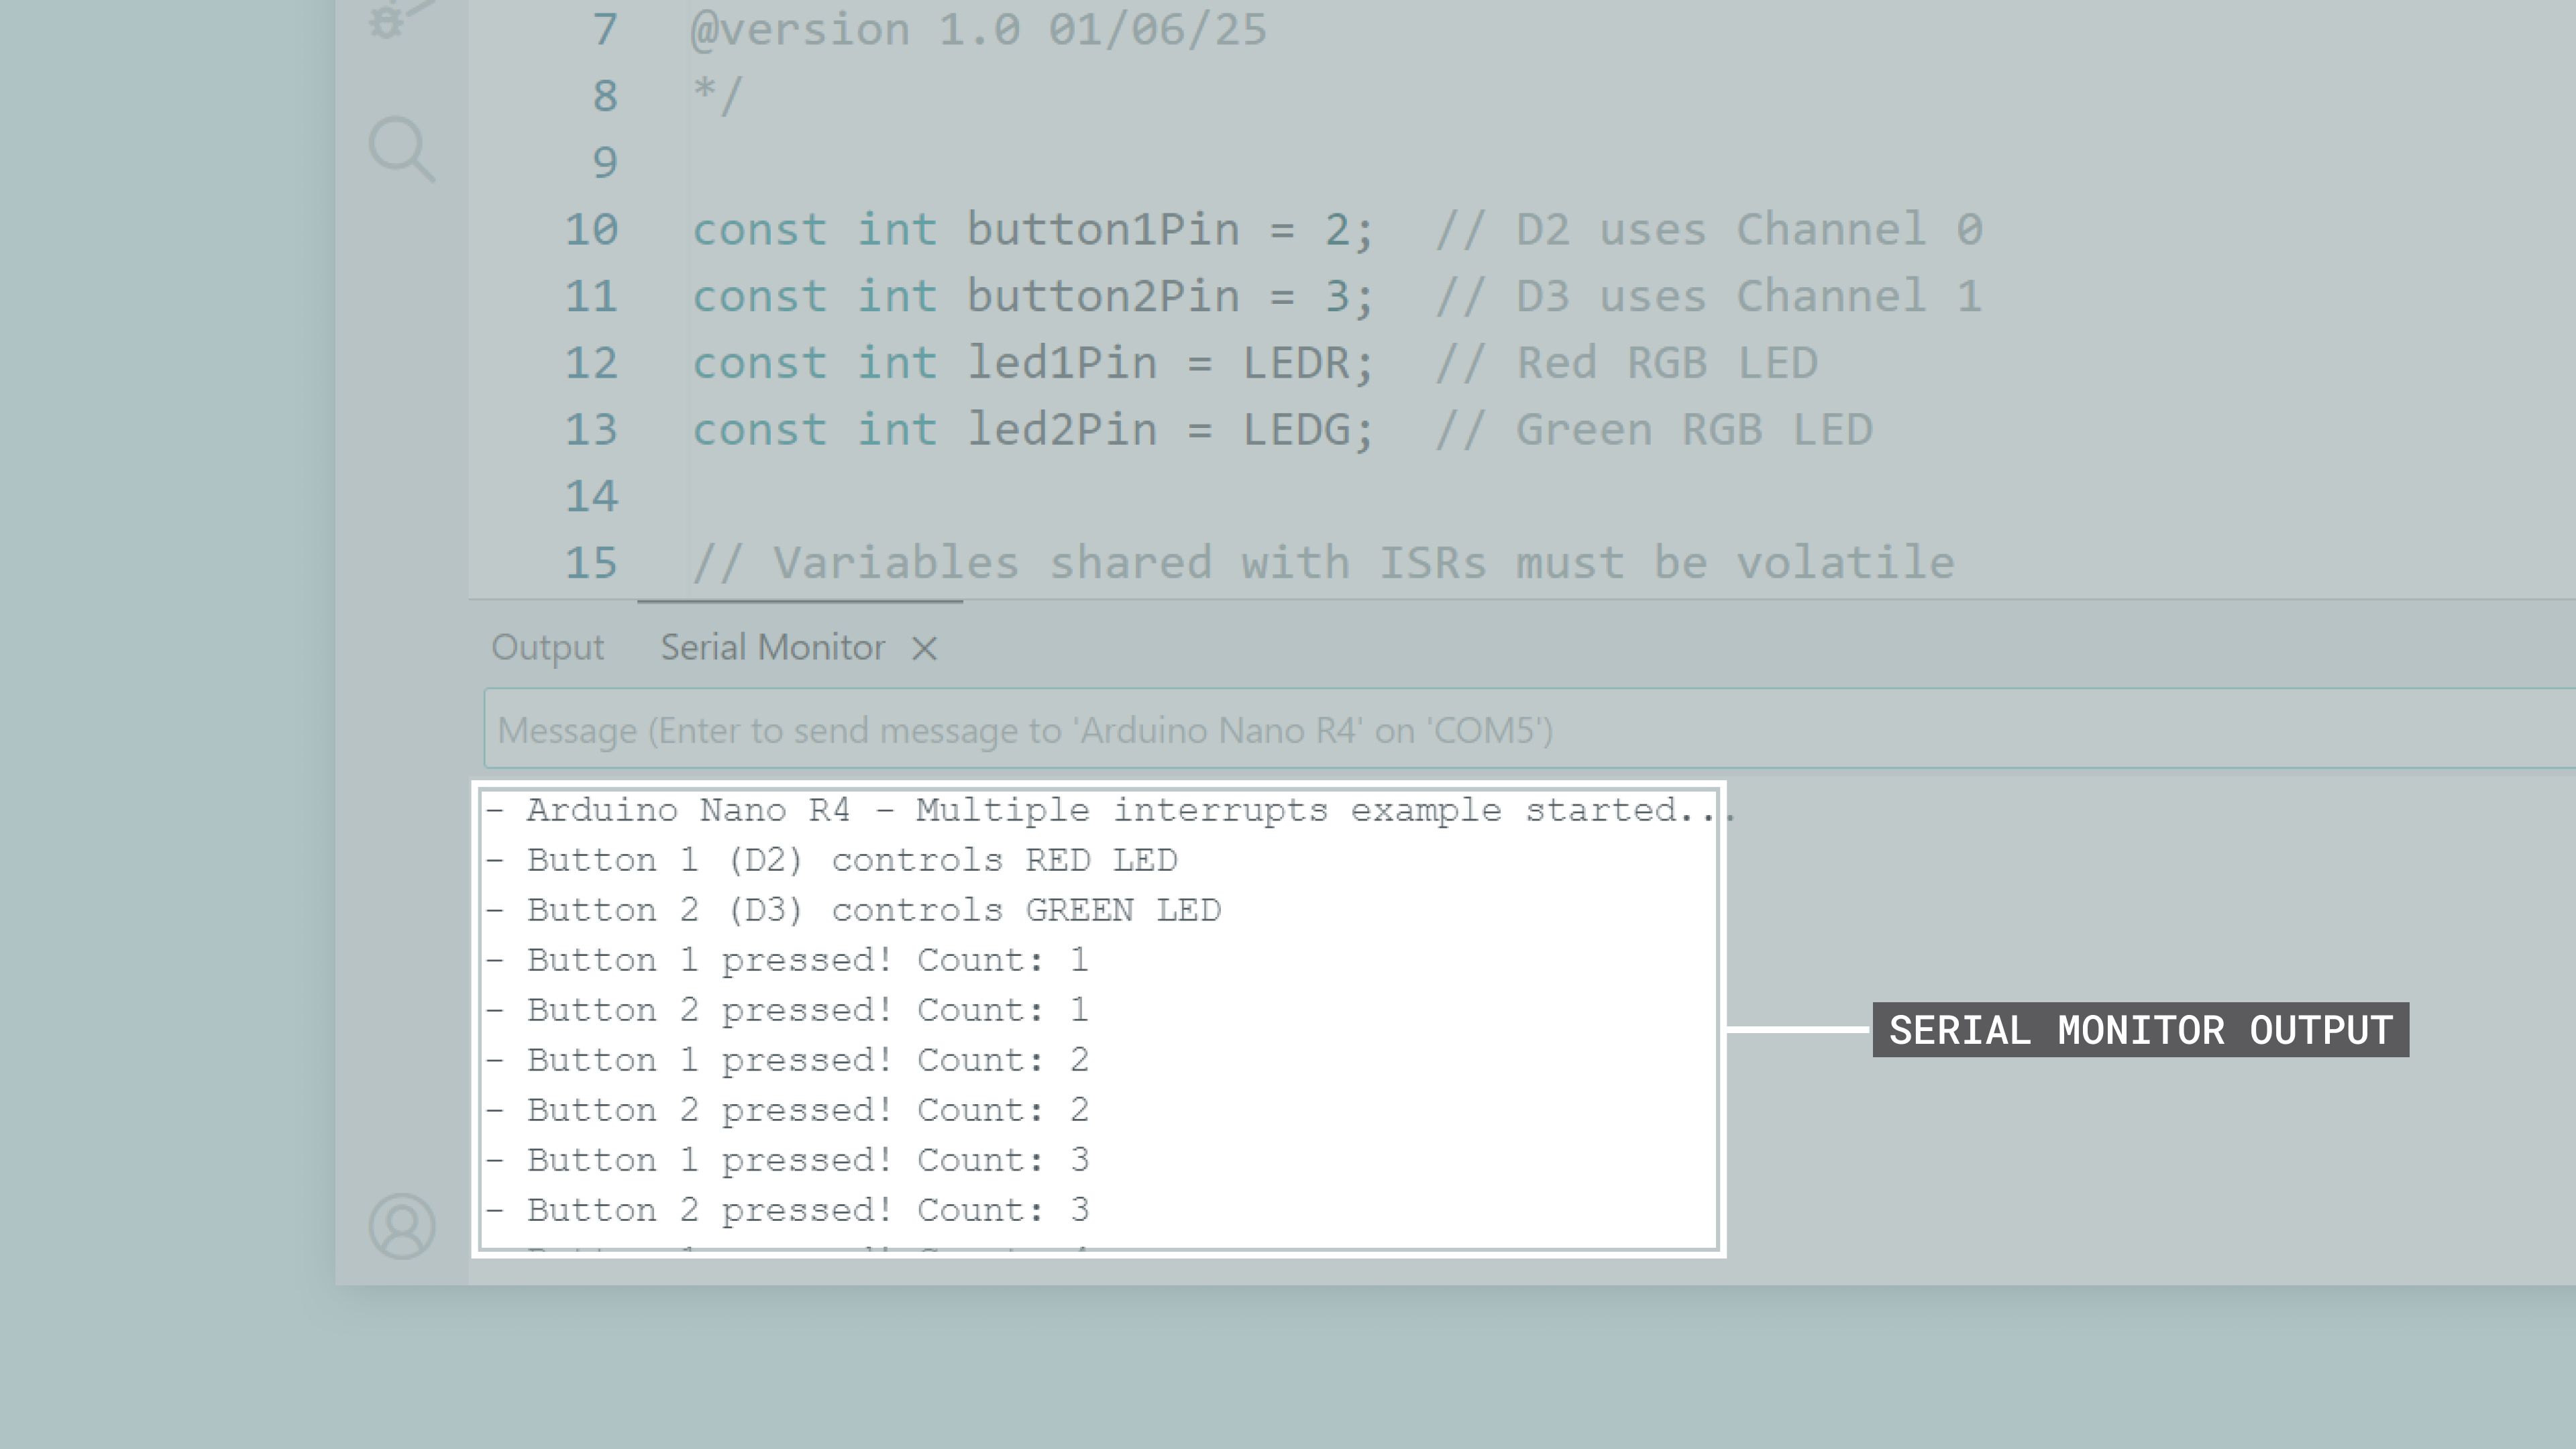 7 @version 1.0 01/06/25
8 */
9
10 const int button1Pin = 2;  // D2 uses Channel 0
11 const int button2Pin = 3;  // D3 uses Channel 1
12 const int led1Pin = LEDR;  // Red RGB LED
13 const int led2Pin = LEDG;  // Green RGB LED
14
15 // Variables shared with ISRs must be volatile
Output Serial Monitor
Message (Enter to send message to 'Arduino Nano R4' on 'COM5')
- Arduino Nano R4 - Multiple interrupts example started...
- Button 1 (D2) controls RED LED
- Button 2 (D3) controls GREEN LED
- Button 1 pressed! Count: 1
- Button 2 pressed! Count: 1
- Button 1 pressed! Count: 2
- Button 2 pressed! Count: 2
- Button 1 pressed! Count: 3
- Button 2 pressed! Count: 3
SERIAL MONITOR OUTPUT